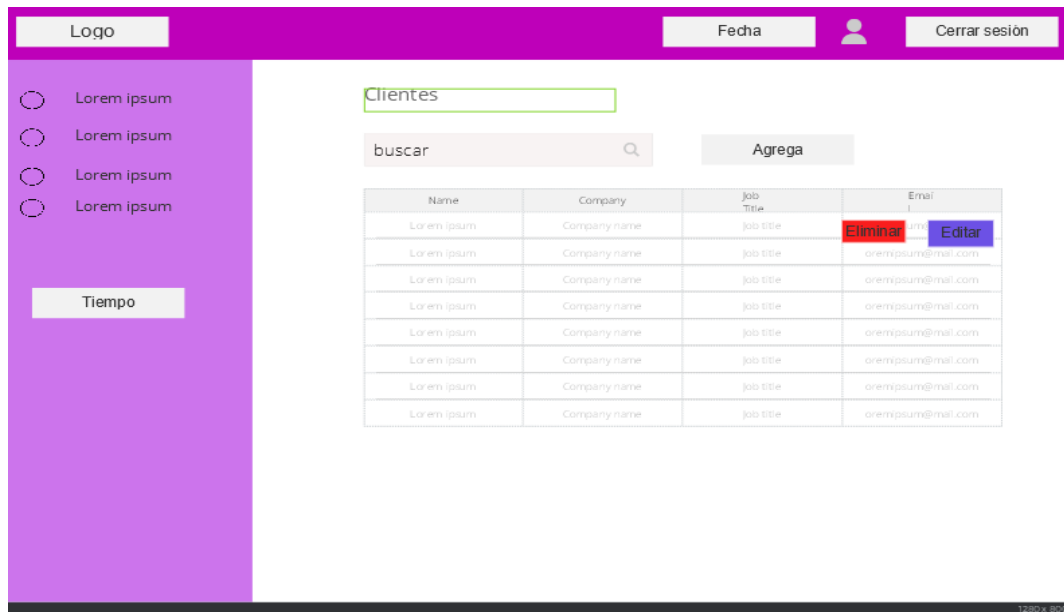 Logo
Fecha
Cerrar sesión
Lorem ipsum
Lorem ipsum
Lorem ipsum
Lorem ipsum
Tiempo
Clientes
buscar
Agrega
Name Company Job Title Emai l
Lorem ipsum Company name Job title Eliminar Editar
Lorem ipsum Company name Job title oremipsum@mail.com
Lorem ipsum Company name Job title oremipsum@mail.com
Lorem ipsum Company name Job title oremipsum@mail.com
Lorem ipsum Company name Job title oremipsum@mail.com
Lorem ipsum Company name Job title oremipsum@mail.com
Lorem ipsum Company name Job title oremipsum@mail.com
Lorem ipsum Company name Job title oremipsum@mail.com